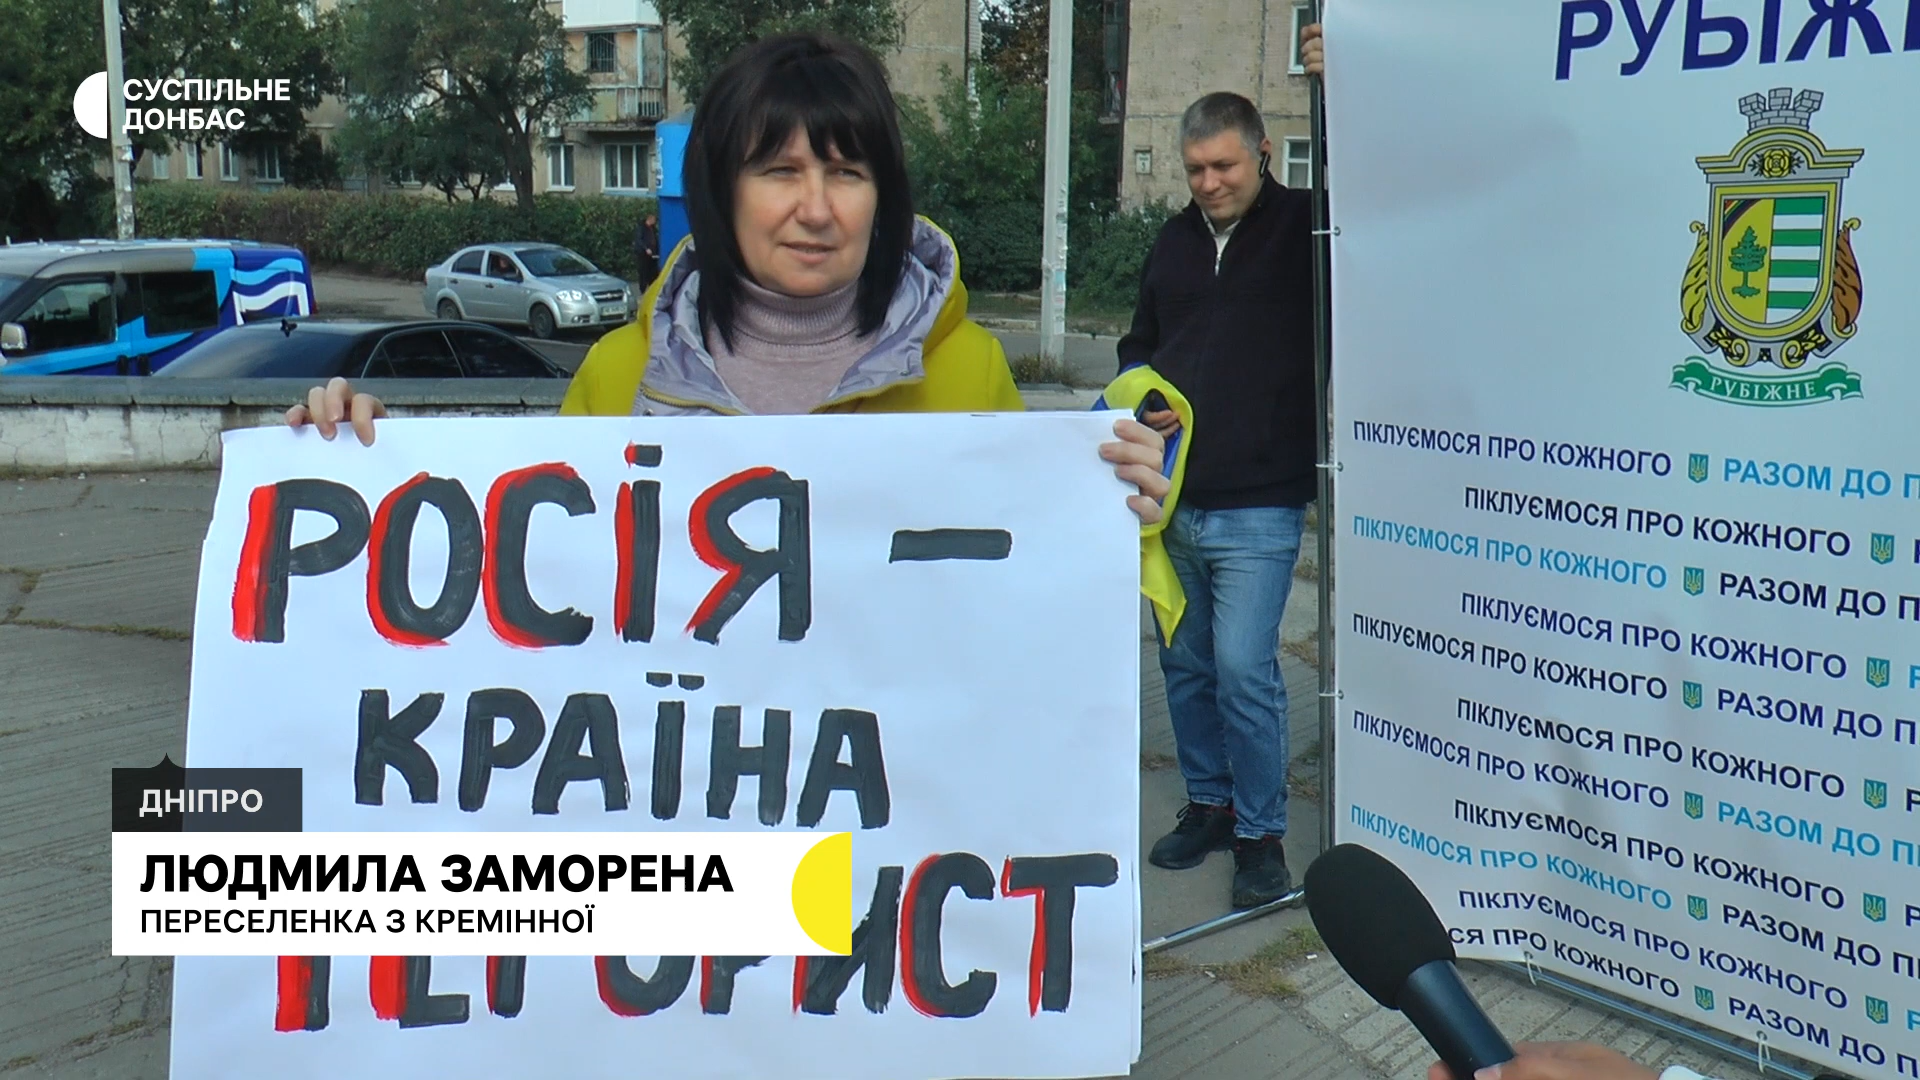 СУСПІЛЬНЕ
ДОНБАС
РОСІЯ –
КРАЇНА
ТЕРОРИСТ
ДНІПРО
ЛЮДМИЛА ЗАМОРЕНА
ПЕРЕСЕЛЕНКА З КРЕМІННОЇ
РУБІЖ
РУБІЖНЕ
ПІКЛУЄМОСЯ ПРО КОЖНОГО РАЗОМ ДО П
ПІКЛУЄМОСЯ ПРО КОЖНОГО
ПІКЛУЄМОСЯ ПРО КОЖНОГО РАЗОМ ДО П
ПІКЛУЄМОСЯ ПРО КОЖНОГО
ПІКЛУЄМОСЯ ПРО КОЖНОГО РАЗОМ ДО П
ПІКЛУЄМОСЯ ПРО КОЖНОГО
ПІКЛУЄМОСЯ ПРО КОЖНОГО РАЗОМ ДО П
ПІКЛУЄМОСЯ ПРО КОЖНОГО
ПІКЛУЄМОСЯ ПРО КОЖНОГО РАЗОМ ДО П
ПІКЛУЄМОСЯ ПРО КОЖНОГО
СЯ ПРО КОЖНОГО РАЗОМ ДО П